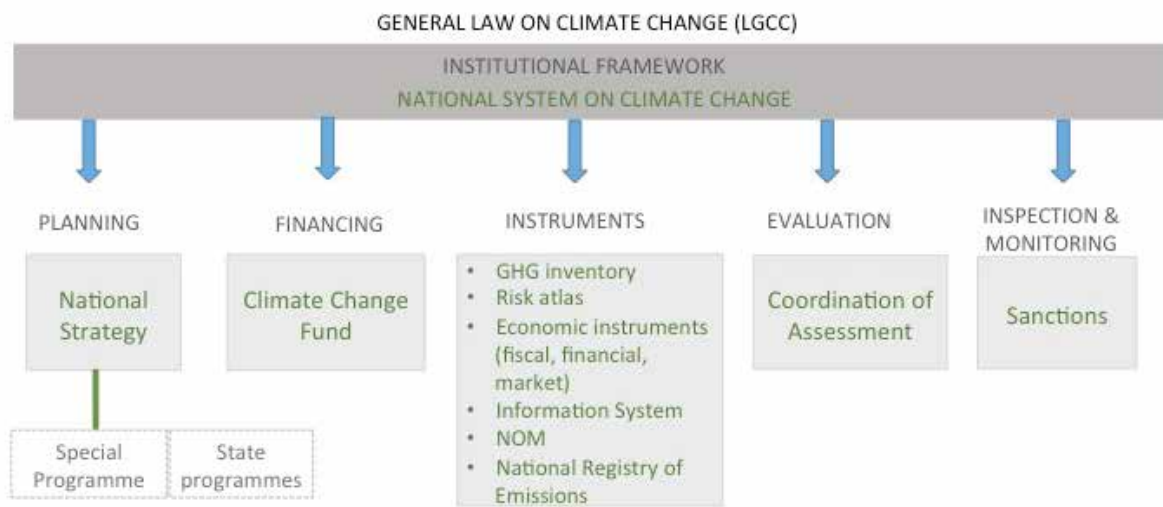 GENERAL LAW ON CLIMATE CHANGE (LGCC)
INSTITUTIONAL FRAMEWORK
NATIONAL SYSTEM ON CLIMATE CHANGE
PLANNING
National
Strategy
Special
Programme
State
programmes
FINANCING
Climate Change
Fund
INSTRUMENTS
• GHG inventory
• Risk atlas
• Economic instruments
(fiscal, financial,
market)
• Information System
• NOM
• National Registry of
Emissions
EVALUATION
Coordination of
Assessment
INSPECTION &
MONITORING
Sanctions